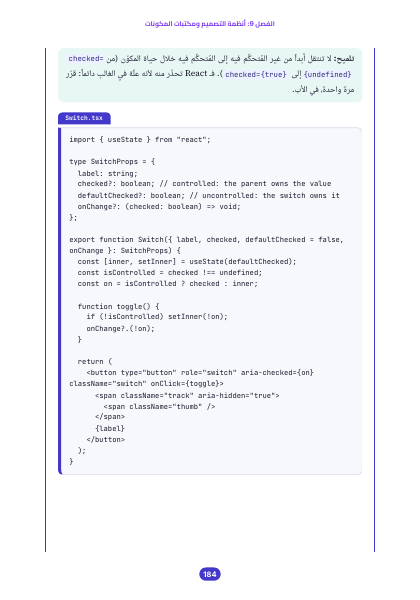 الفصل 9: أنظمة التصميم ومكتبات المكونات
تلميح: لا تنتقل أبداً من غير المُتحكَّم فيه إلى المُتحكَّم فيه خلال حياة المكوّن (من checked=
{undefined} إلى checked={true}). فـ React تحذّر منه لأنه علّة في الغالب دائماً: قرّر
مرة واحدة، في الأب.
Switch.tsx
import { useState } from "react";
type SwitchProps = {
  label: string;
  checked?: boolean; // controlled: the parent owns the value
  defaultChecked?: boolean; // uncontrolled: the switch owns it
  onChange?: (checked: boolean) => void;
};
export function Switch({ label, checked, defaultChecked = false,
onChange }: SwitchProps) {
  const [inner, setInner] = useState(defaultChecked);
  const isControlled = checked !== undefined;
  const on = isControlled ? checked : inner;
  function toggle() {
    if (!isControlled) setInner(!on);
    onChange?.(!on);
  }
  return (
    <button type="button" role="switch" aria-checked={on}
className="switch" onClick={toggle}>
      <span className="track" aria-hidden="true">
        <span className="thumb" />
      </span>
      {label}
    </button>
  );
}
184